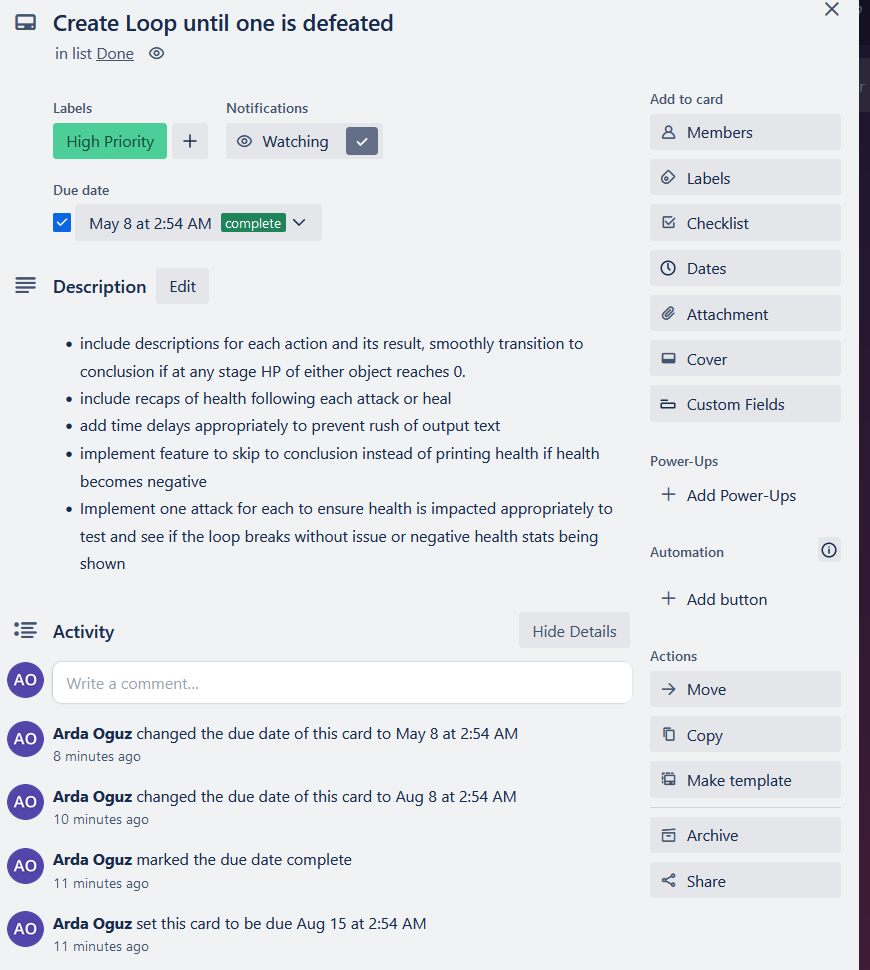 Create Loop until one is defeated
in list Done
Labels
High Priority
Notifications
Watching
Due date
May 8 at 2:54 AM complete
Description Edit
include descriptions for each action and its result, smoothly transition to
conclusion if at any stage HP of either object reaches 0.
include recaps of health following each attack or heal
add time delays appropriately to prevent rush of output text
implement feature to skip to conclusion instead of printing health if health
becomes negative
Implement one attack for each to ensure health is impacted appropriately to
test and see if the loop breaks without issue or negative health stats being
shown
Activity Hide Details
AO Write a comment...
AO Arda Oguz changed the due date of this card to May 8 at 2:54 AM
8 minutes ago
AO Arda Oguz changed the due date of this card to Aug 8 at 2:54 AM
10 minutes ago
AO Arda Oguz marked the due date complete
11 minutes ago
AO Arda Oguz set this card to be due Aug 15 at 2:54 AM
11 minutes ago
Add to card
Members
Labels
Checklist
Dates
Attachment
Cover
Custom Fields
Power-Ups
+ Add Power-Ups
Automation
+ Add button
Actions
Move
Copy
Make template
Archive
Share